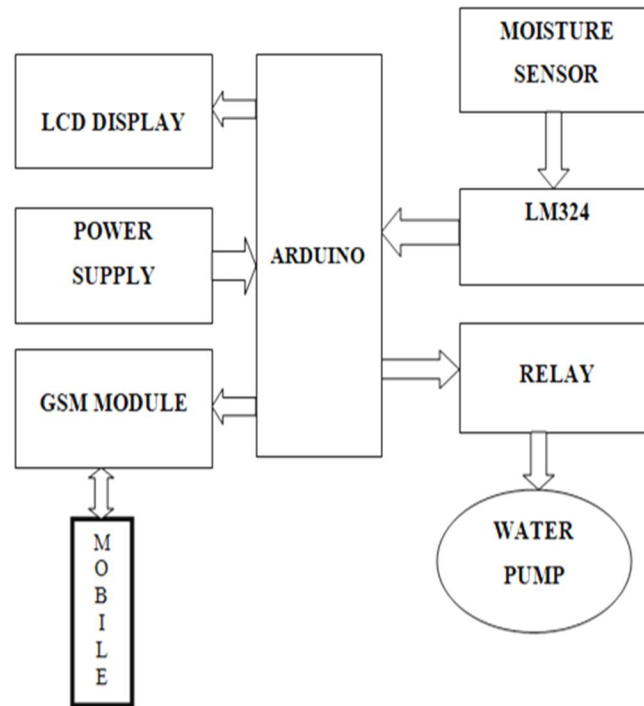 MOISTURE
SENSOR
LCD DISPLAY
LM324
POWER
SUPPLY
ARDUINO
GSM MODULE
RELAY
WATER
PUMP
M
O
B
I
L
E